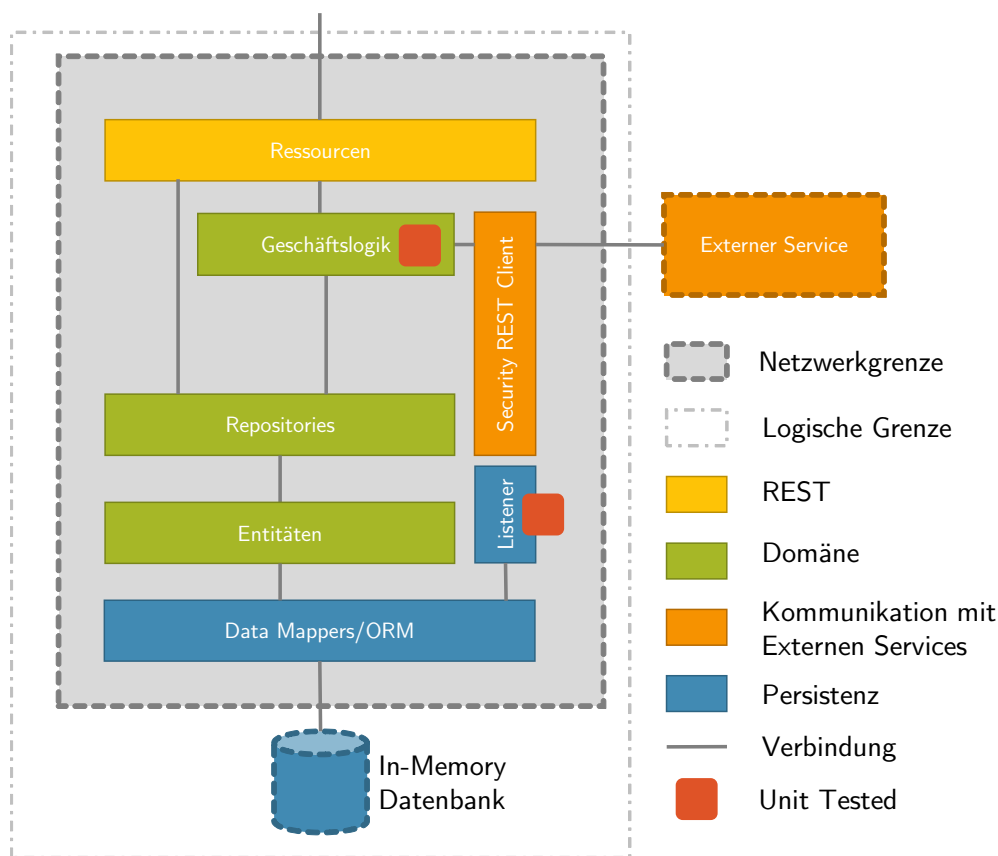 Ressourcen
Geschäftslogik
Security REST Client
Externer Service
Repositories
Listener
Entitäten
Data Mappers/ORM
In-Memory
Datenbank
Netzwerkgrenze
Logische Grenze
REST
Domäne
Kommunikation mit
Externen Services
Persistenz
Verbindung
Unit Tested